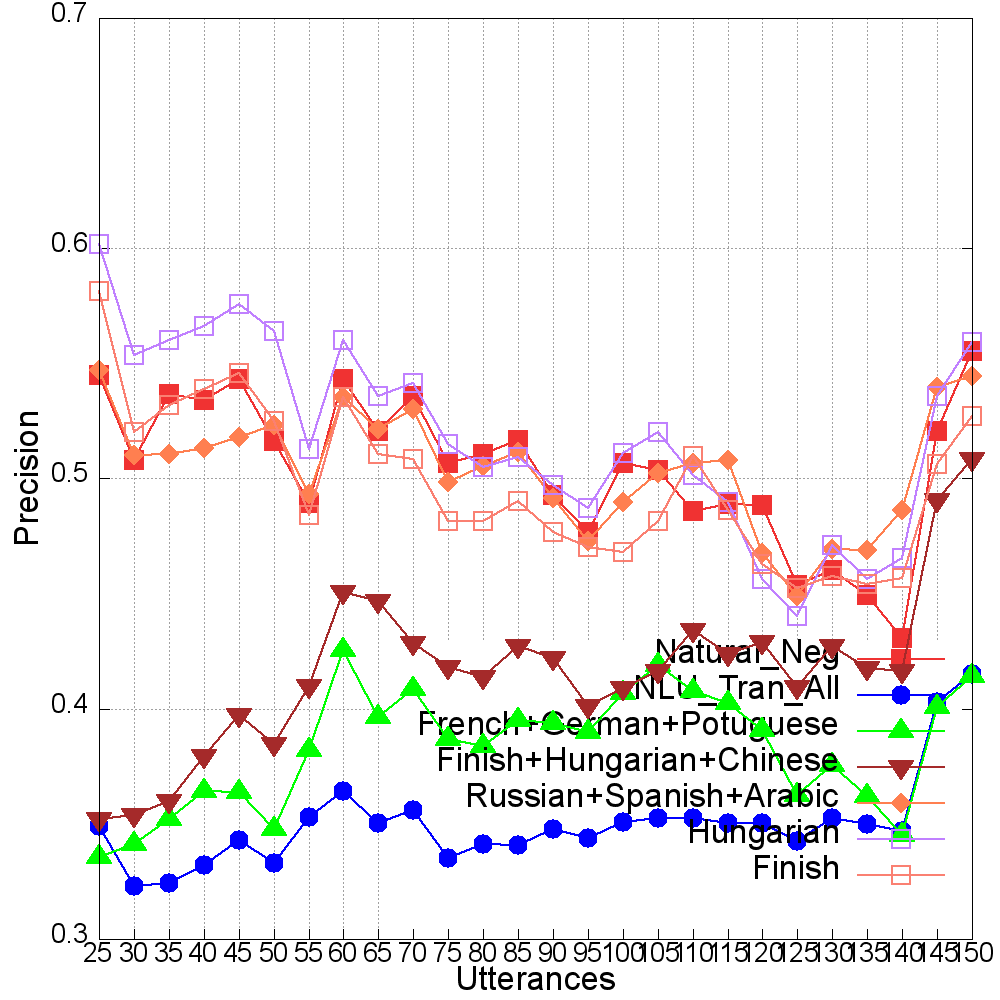 0.7
0.6
0.5
0.4
0.3
Precision
Natural_Neg
NLU_Tran_All
French+German+Potuguese
Finish+Hungarian+Chinese
Russian+Spanish+Arabic
Hungarian
Finish
25 30 35 40 45 50 55 60 65 70 75 80 85 90 95 100 105 110 115 120 125 130 135 140 145 150
Utterances